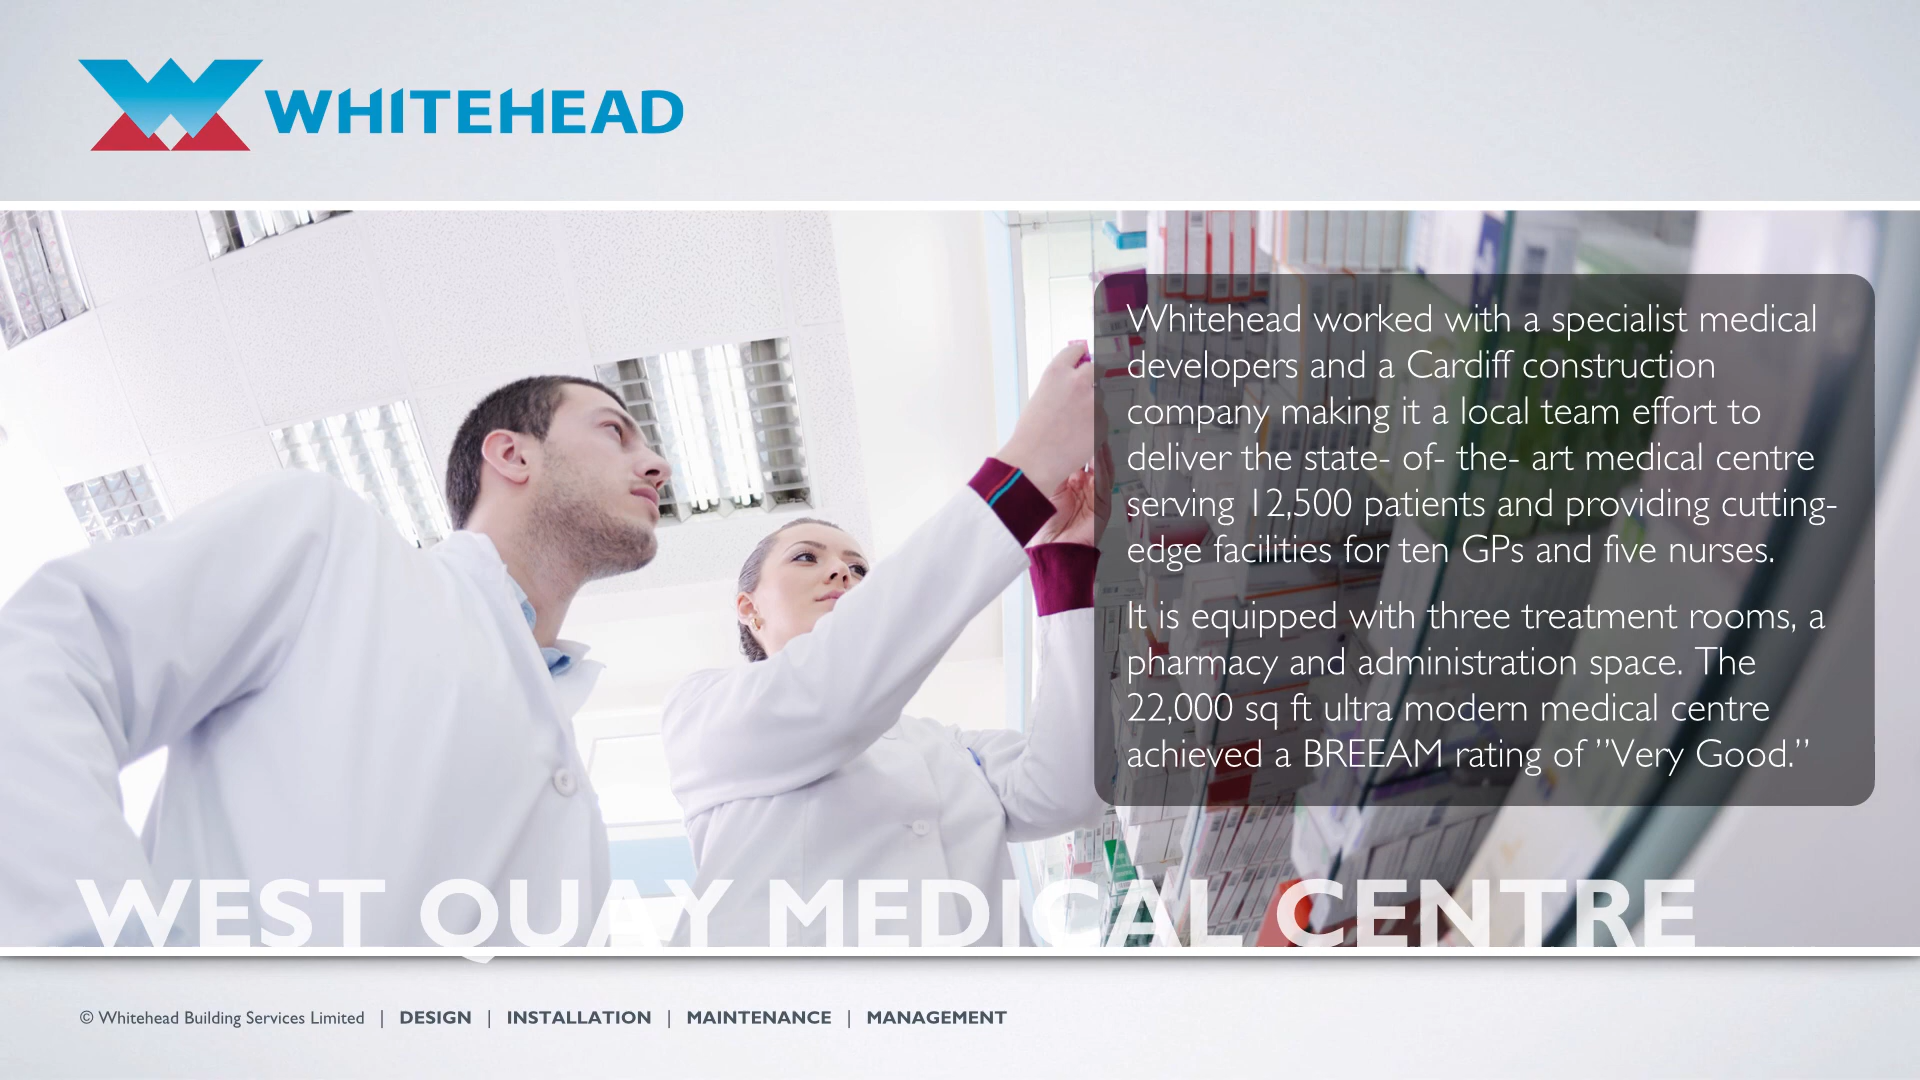 WHITEHEAD
Whitehead worked with a specialist medical
developers and a Cardiff construction
company making it a local team effort to
deliver the state- of- the- art medical centre
serving 12,500 patients and providing cutting-
edge facilities for ten GPs and five nurses.
It is equipped with three treatment rooms, a
pharmacy and administration space. The
22,000 sq ft ultra modern medical centre
achieved a BREEAM rating of ”Very Good.”
WEST QUAY MEDICAL CENTRE
© Whitehead Building Services Limited | DESIGN | INSTALLATION | MAINTENANCE | MANAGEMENT